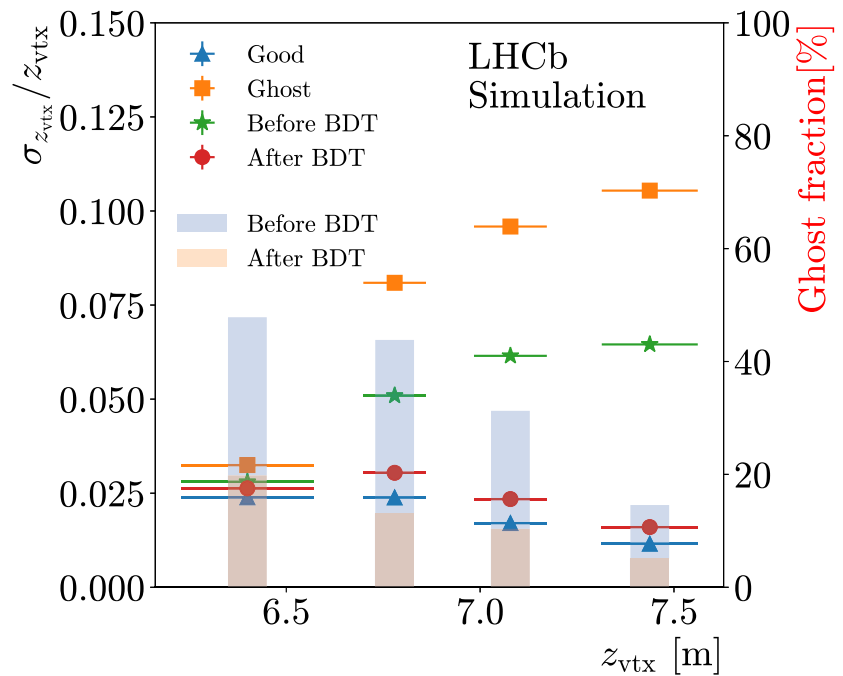 σ_{z_vtx}/z_vtx
0.150
0.125
0.100
0.075
0.050
0.025
0.000
Good
Ghost
Before BDT
After BDT
Before BDT
After BDT
LHCb
Simulation
100
80
60
40
20
0
Ghost fraction[%]
6.5
7.0
7.5
z_vtx [m]